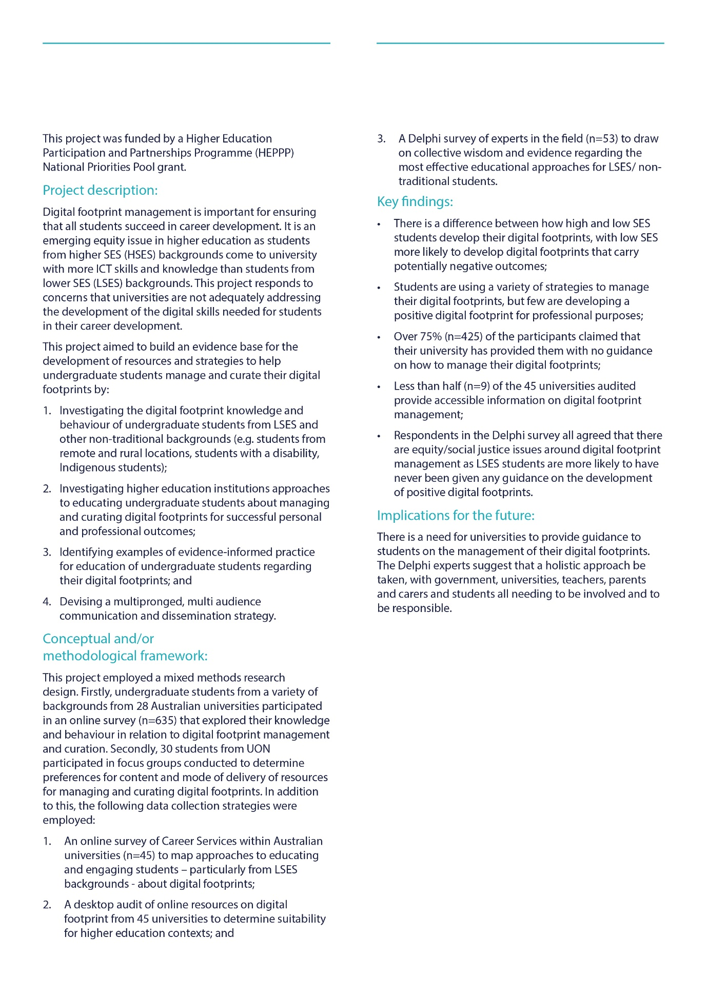 This project was funded by a Higher Education
Participation and Partnerships Programme (HEPPP)
National Priorities Pool grant.
Project description:
Digital footprint management is important for ensuring
that all students succeed in career development. It is an
emerging equity issue in higher education as students
from higher SES (HSES) backgrounds come to university
with more ICT skills and knowledge than students from
lower SES (LSES) backgrounds. This project responds to
concerns that universities are not adequately addressing
the development of the digital skills needed for students
in their career development.
This project aimed to build an evidence base for the
development of resources and strategies to help
undergraduate students manage and curate their digital
footprints by:
1. Investigating the digital footprint knowledge and
behaviour of undergraduate students from LSES and
other non-traditional backgrounds (e.g. students from
remote and rural locations, students with a disability,
Indigenous students);
2. Investigating higher education institutions approaches
to educating undergraduate students about managing
and curating digital footprints for successful personal
and professional outcomes;
3. Identifying examples of evidence-informed practice
for education of undergraduate students regarding
their digital footprints; and
4. Devising a multipronged, multi audience
communication and dissemination strategy.
Conceptual and/or
methodological framework:
This project employed a mixed methods research
design. Firstly, undergraduate students from a variety of
backgrounds from 28 Australian universities participated
in an online survey (n=635) that explored their knowledge
and behaviour in relation to digital footprint management
and curation. Secondly, 30 students from UON
participated in focus groups conducted to determine
preferences for content and mode of delivery of resources
for managing and curating digital footprints. In addition
to this, the following data collection strategies were
employed:
1. An online survey of Career Services within Australian
universities (n=45) to map approaches to educating
and engaging students – particularly from LSES
backgrounds - about digital footprints;
2. A desktop audit of online resources on digital
footprint from 45 universities to determine suitability
for higher education contexts; and
3. A Delphi survey of experts in the field (n=53) to draw
on collective wisdom and evidence regarding the
most effective educational approaches for LSES/ non-
traditional students.
Key findings:
• There is a difference between how high and low SES
students develop their digital footprints, with low SES
more likely to develop digital footprints that carry
potentially negative outcomes;
• Students are using a variety of strategies to manage
their digital footprints, but few are developing a
positive digital footprint for professional purposes;
• Over 75% (n=425) of the participants claimed that
their university has provided them with no guidance
on how to manage their digital footprints;
• Less than half (n=9) of the 45 universities audited
provide accessible information on digital footprint
management;
• Respondents in the Delphi survey all agreed that there
are equity/social justice issues around digital footprint
management as LSES students are more likely to have
never been given any guidance on the development
of positive digital footprints.
Implications for the future:
There is a need for universities to provide guidance to
students on the management of their digital footprints.
The Delphi experts suggest that a holistic approach be
taken, with government, universities, teachers, parents
and carers and students all needing to be involved and to
be responsible.